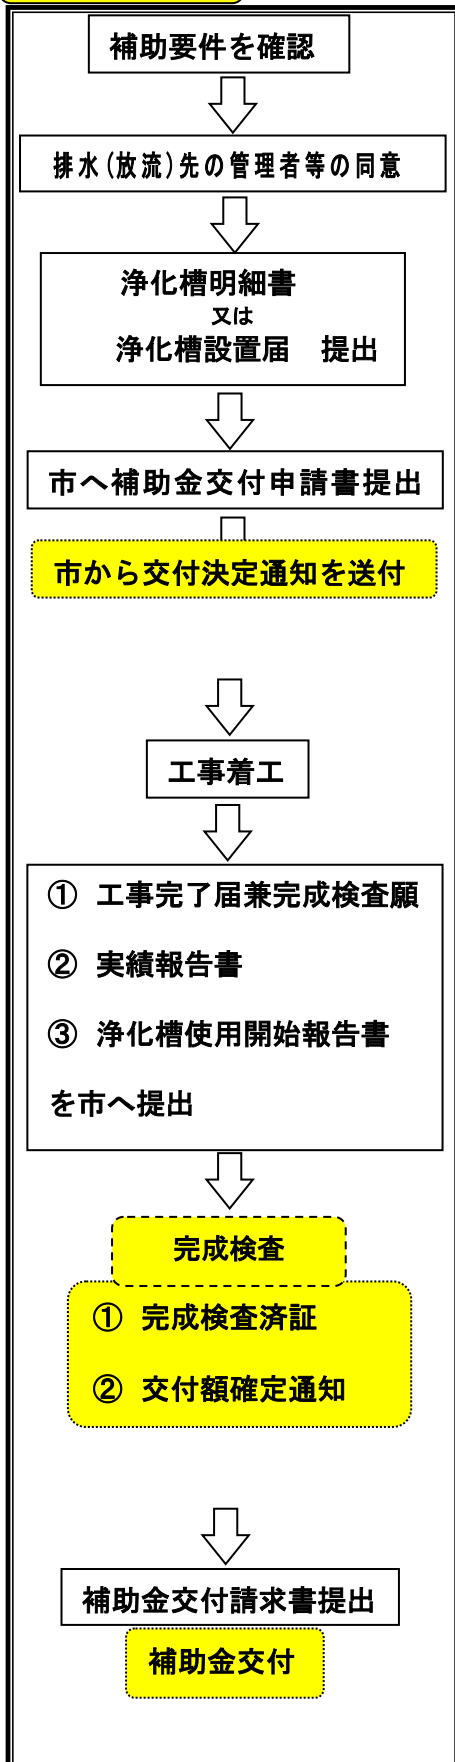 補助要件を確認
排水(放流)先の管理者等の同意
浄化槽明細書
又は
浄化槽設置届　提出
市へ補助金交付申請書提出
市から交付決定通知を送付
工事着工
①　工事完了届兼完成検査願
②　実績報告書
③　浄化槽使用開始報告書
を市へ提出
完成検査
①　完成検査済証
②　交付額確定通知
補助金交付請求書提出
補助金交付